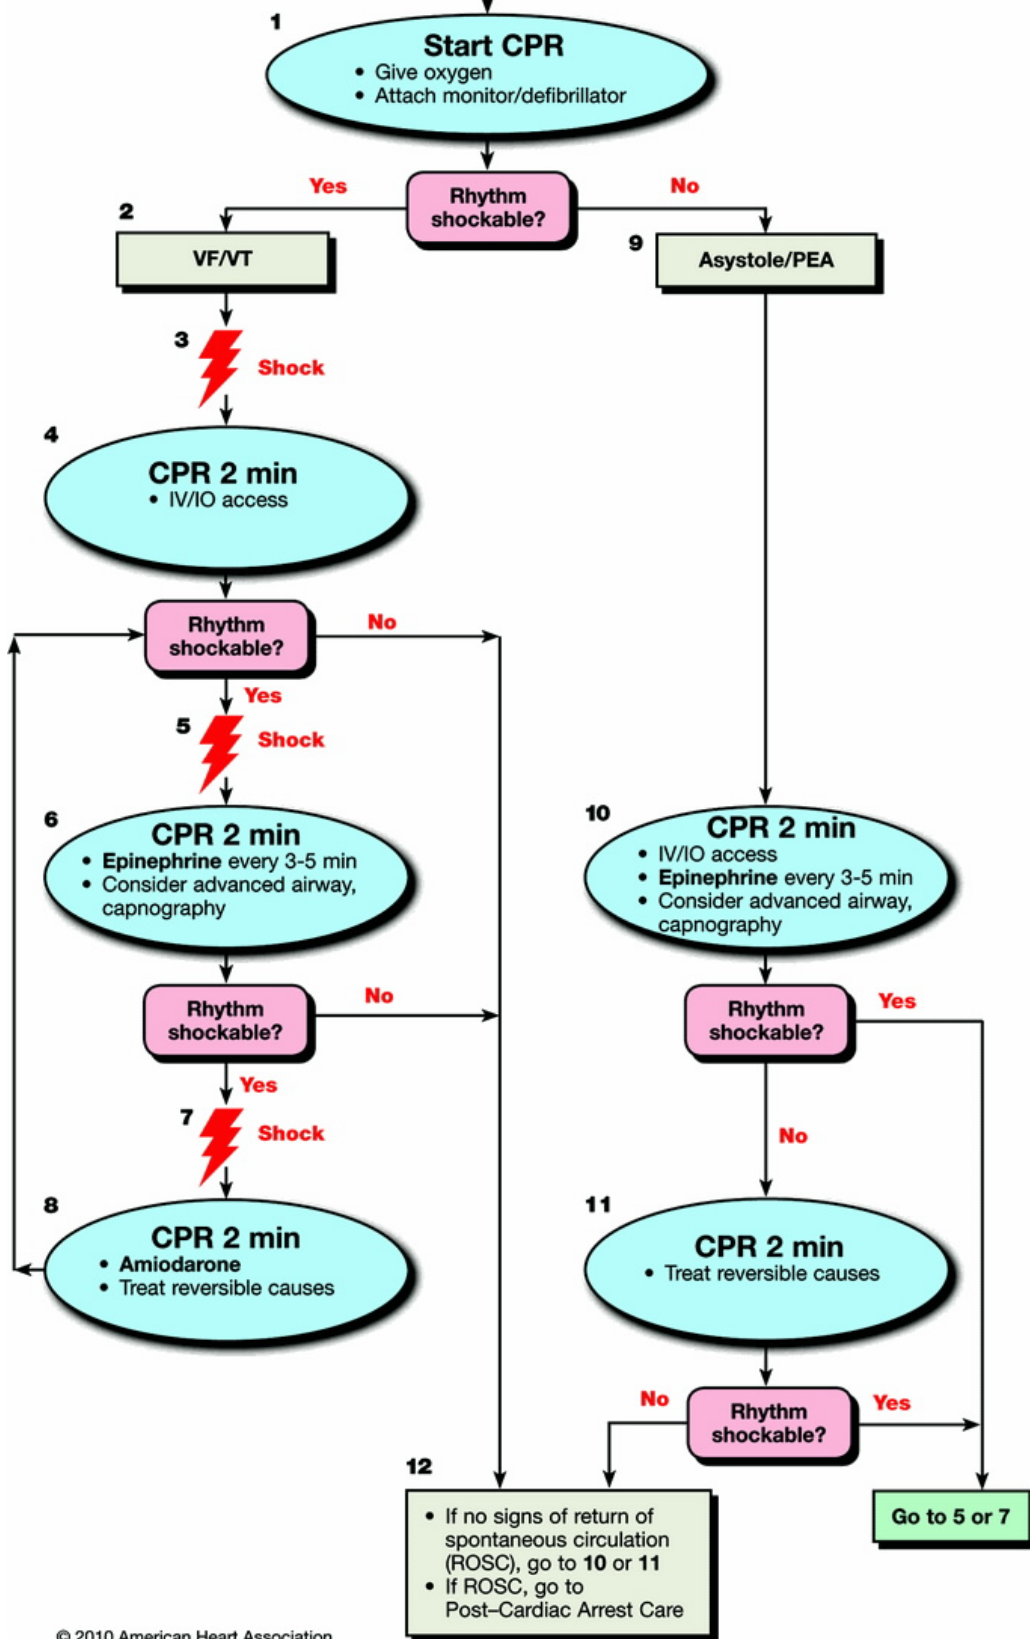 1
Start CPR
• Give oxygen
• Attach monitor/defibrillator
Yes
Rhythm
shockable?
No
2
VF/VT
9
Asystole/PEA
3
Shock
4
CPR 2 min
• IV/IO access
Rhythm
shockable?
No
Yes
5
Shock
6
CPR 2 min
• Epinephrine every 3-5 min
• Consider advanced airway,
capnography
10
CPR 2 min
• IV/IO access
• Epinephrine every 3-5 min
• Consider advanced airway,
capnography
Rhythm
shockable?
No
Rhythm
shockable?
Yes
Yes
7
Shock
No
8
CPR 2 min
• Amiodarone
• Treat reversible causes
11
CPR 2 min
• Treat reversible causes
No
Rhythm
shockable?
Yes
12
• If no signs of return of
spontaneous circulation
(ROSC), go to 10 or 11
• If ROSC, go to
Post–Cardiac Arrest Care
Go to 5 or 7
© 2010 American Heart Association